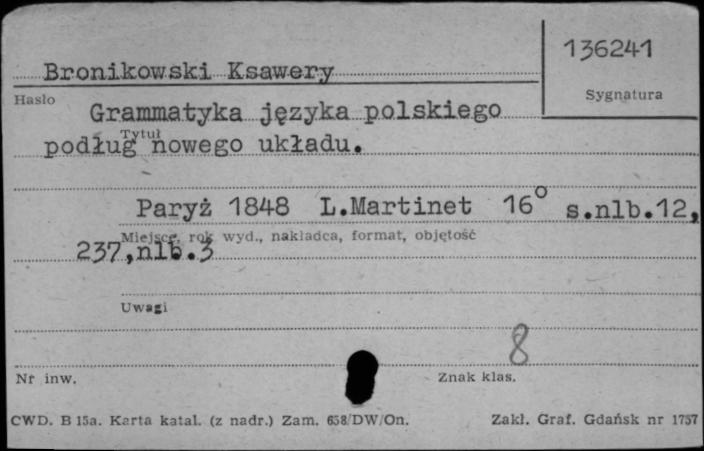 136241
Bronikowski Ksawery
Sygnatura
Hasło
Grammatyka języka polskiego
Tytuł
podług nowego układu.
Paryż 1848 L.Martinet 16° s.nlb.12,
Miejsce, rok wyd., nakładca, format, objętość
237,nlb.3
Uwagi
8
Nr inw.
Znak klas.
CWD. B 15a. Karta katal. (z nadr.) Zam. 658/DW/On.
Zakł. Graf. Gdańsk nr 1757